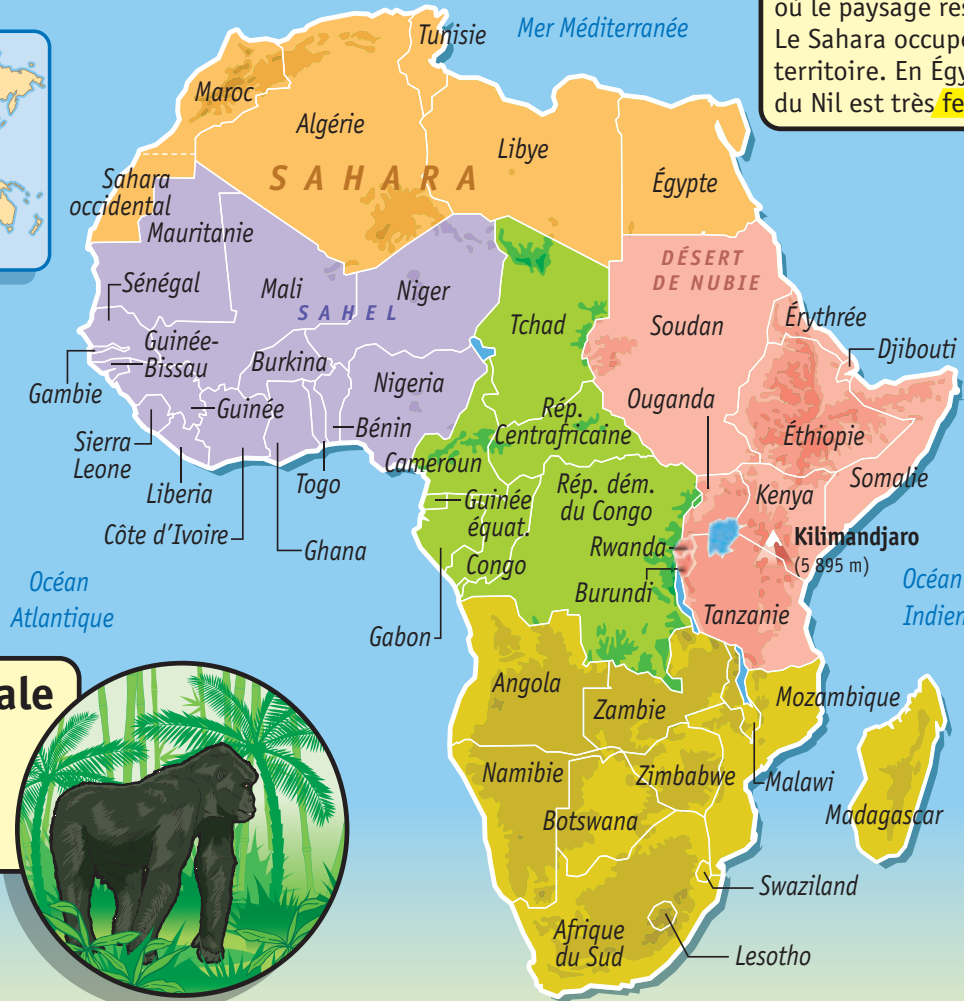 où le paysage res
Le Sahara occupe
territoire. En Égy
du Nil est très fe
Mer Méditerranée
Tunisie
Maroc
Algérie
Libye
Égypte
SAHARA
Sahara
occidental
Mauritanie
Mali
Niger
SAHEL
Sénégal
Gambie
Guinée-
Bissau
Guinée
Sierra
Leone
Liberia
Côte d'Ivoire
Burkina
Ghana
Togo
Bénin
Nigeria
Tchad
DÉSERT
DE NUBIE
Soudan
Érythrée
Djibouti
Ouganda
Éthiopie
Somalie
Kenya
Rép.
Centrafricaine
Cameroun
Guinée
équat.
Congo
Gabon
Rép. dém.
du Congo
Rwanda
Burundi
Kilimandjaro
(5 895 m)
Tanzanie
Océan
Atlantique
Océan
Indien
ale
Angola
Zambie
Mozambique
Malawi
Namibie
Zimbabwe
Botswana
Madagascar
Swaziland
Afrique
du Sud
Lesotho